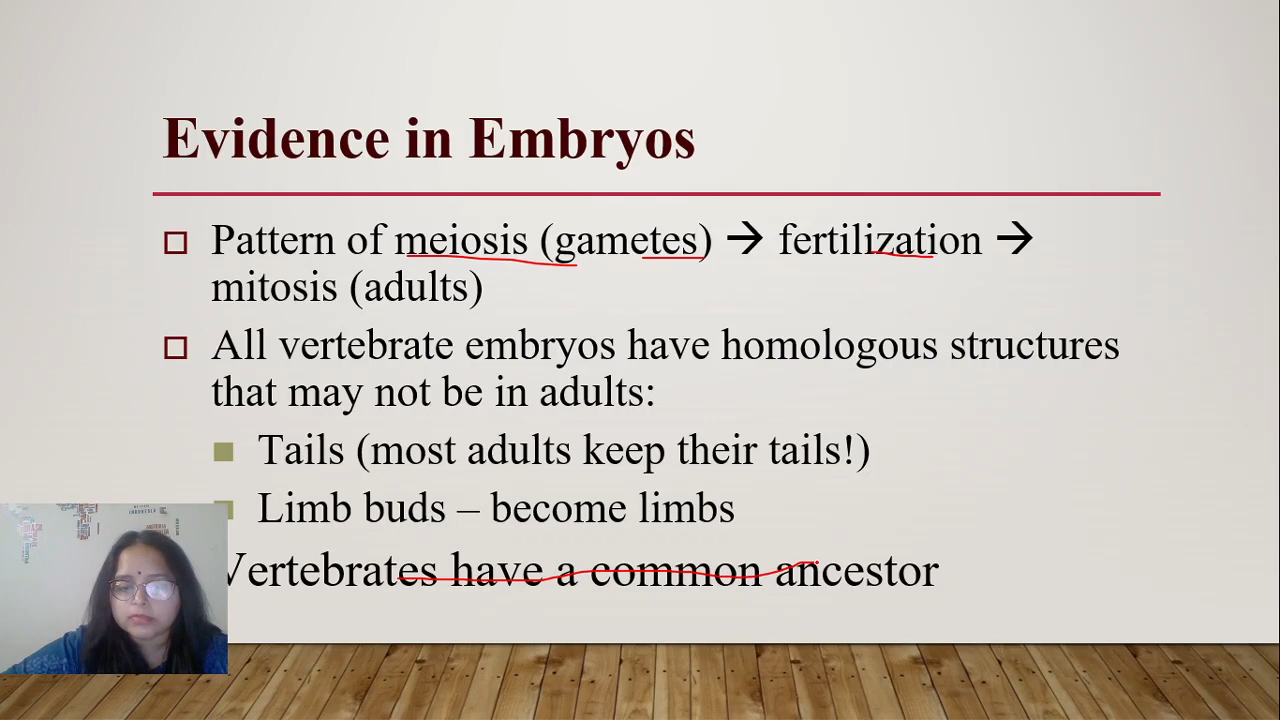 Evidence in Embryos
Pattern of meiosis (gametes) → fertilization →
mitosis (adults)
All vertebrate embryos have homologous structures
that may not be in adults:
Tails (most adults keep their tails!)
Limb buds – become limbs
Vertebrates have a common ancestor